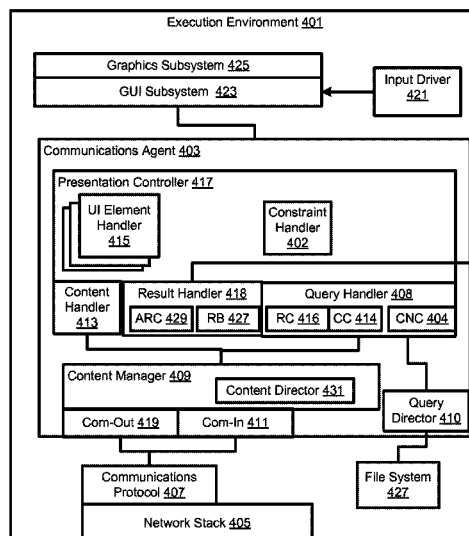 Execution Environment 401
Graphics Subsystem 425
GUI Subsystem 423
Input Driver
421
Communications Agent 403
Presentation Controller 417
UI Element
Handler
415
Constraint
Handler
402
Content
Handler
413
Result Handler 418
ARC 429
RB 427
Query Handler 408
RC 416
CC 414
CNC 404
Content Manager 409
Content Director 431
Com-Out 419
Com-In 411
Query
Director
410
Communications
Protocol 407
Network Stack 405
File System
427